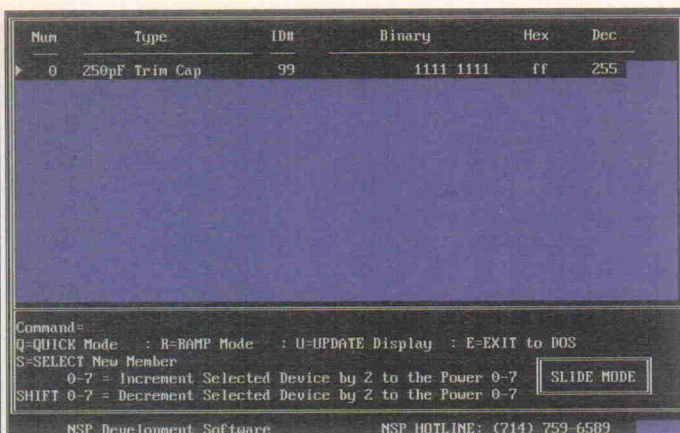 Num Type ID# Binary Hex Dec
0 250pF Trim Cap 99 1111 1111 ff 255
Command=
Q=QUICK Mode : R=RAMP Mode : U=UPDATE Display : E=EXIT to DOS
S=SELECT New Member
0-7 = Increment Selected Device by 2 to the Power 0-7
SHIFT 0-7 = Decrement Selected Device by 2 to the Power 0-7
SLIDE MODE
NSP Development Software NSP HOTLINE: (714) 759-6589